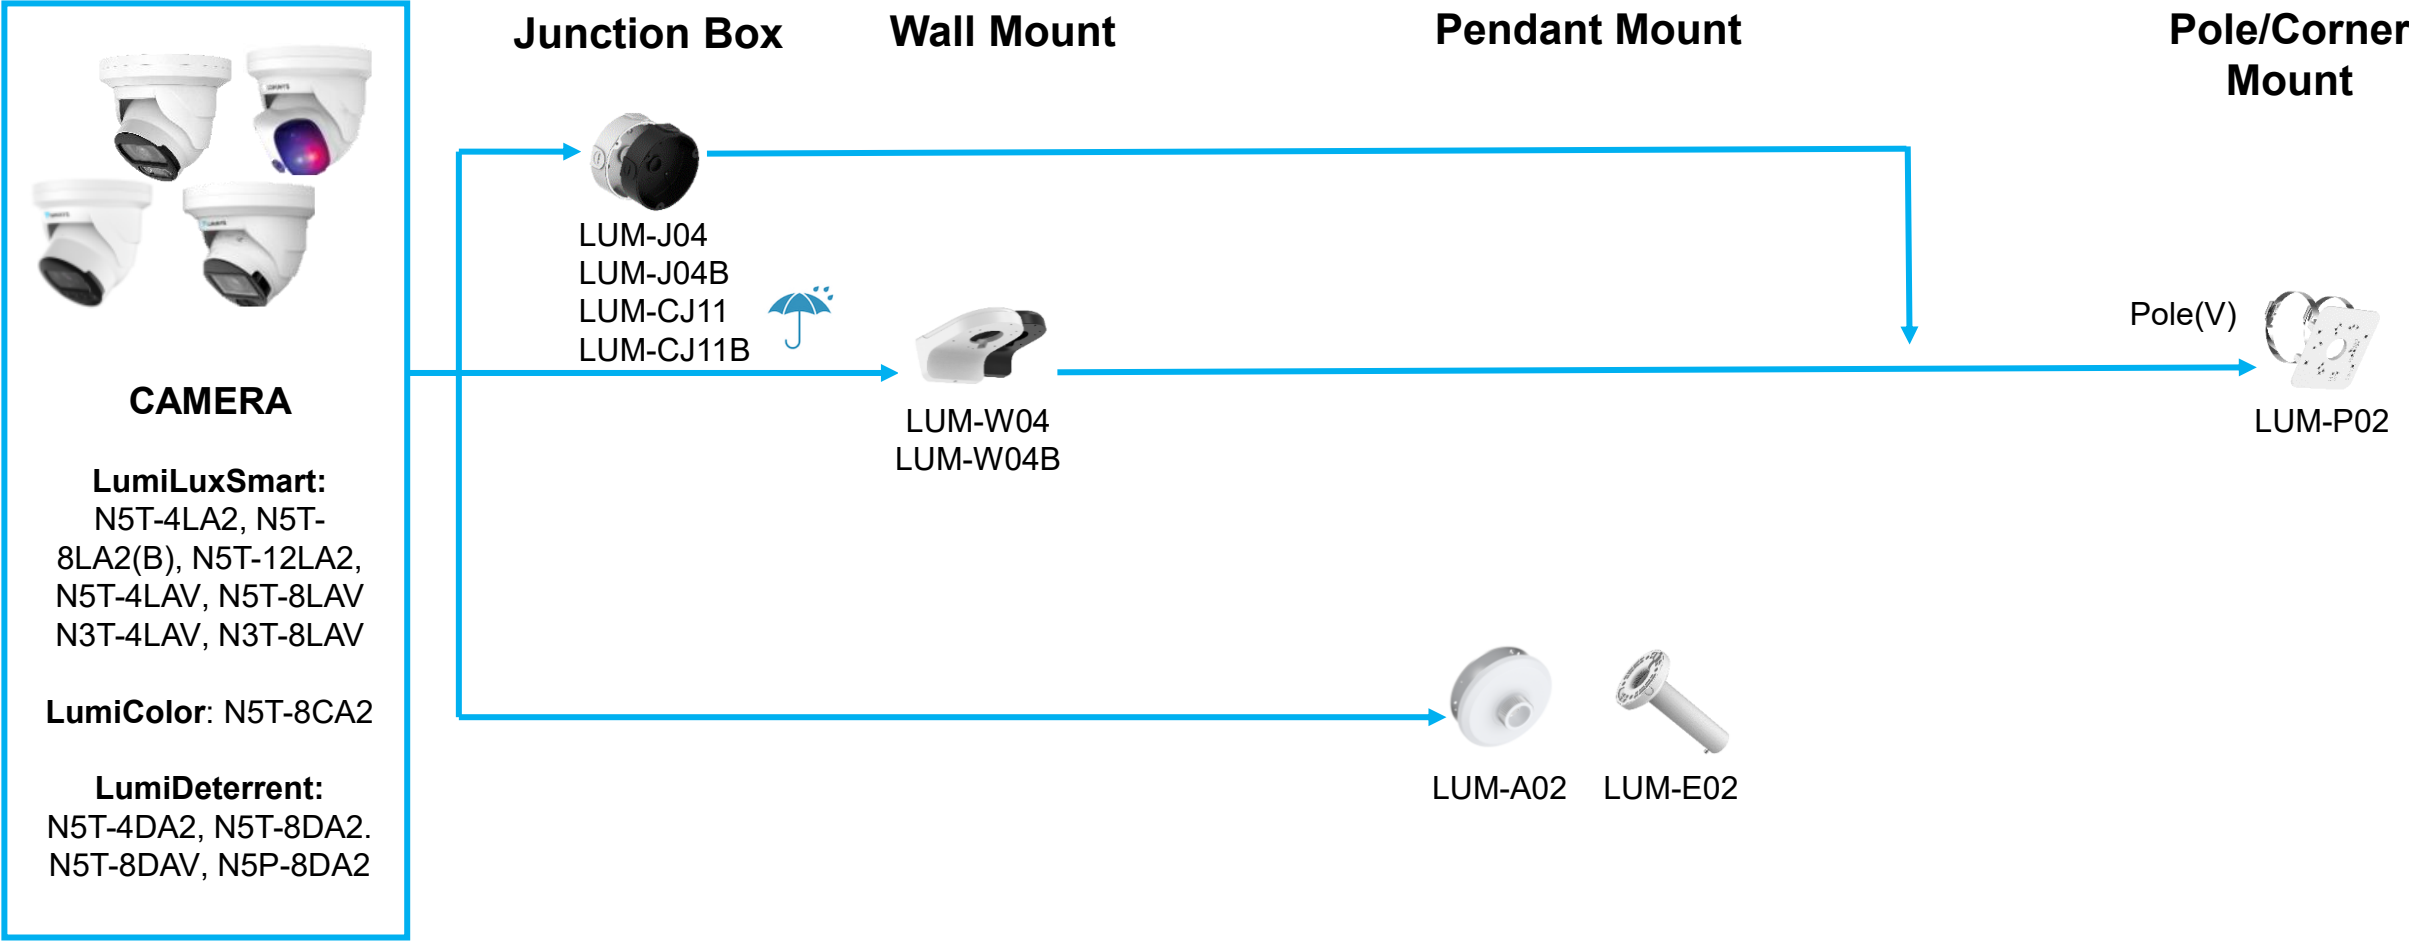 Junction Box
Wall Mount
Pendant Mount
Pole/Corner
Mount
LUM-J04
LUM-J04B
LUM-CJ11
LUM-CJ11B
LUM-W04
LUM-W04B
Pole(V)
LUM-P02
CAMERA
LumiLuxSmart:
N5T-4LA2, N5T-
8LA2(B), N5T-12LA2,
N5T-4LAV, N5T-8LAV
N3T-4LAV, N3T-8LAV
LumiColor: N5T-8CA2
LumiDeterrent:
N5T-4DA2, N5T-8DA2.
N5T-8DAV, N5P-8DA2
LUM-A02
LUM-E02